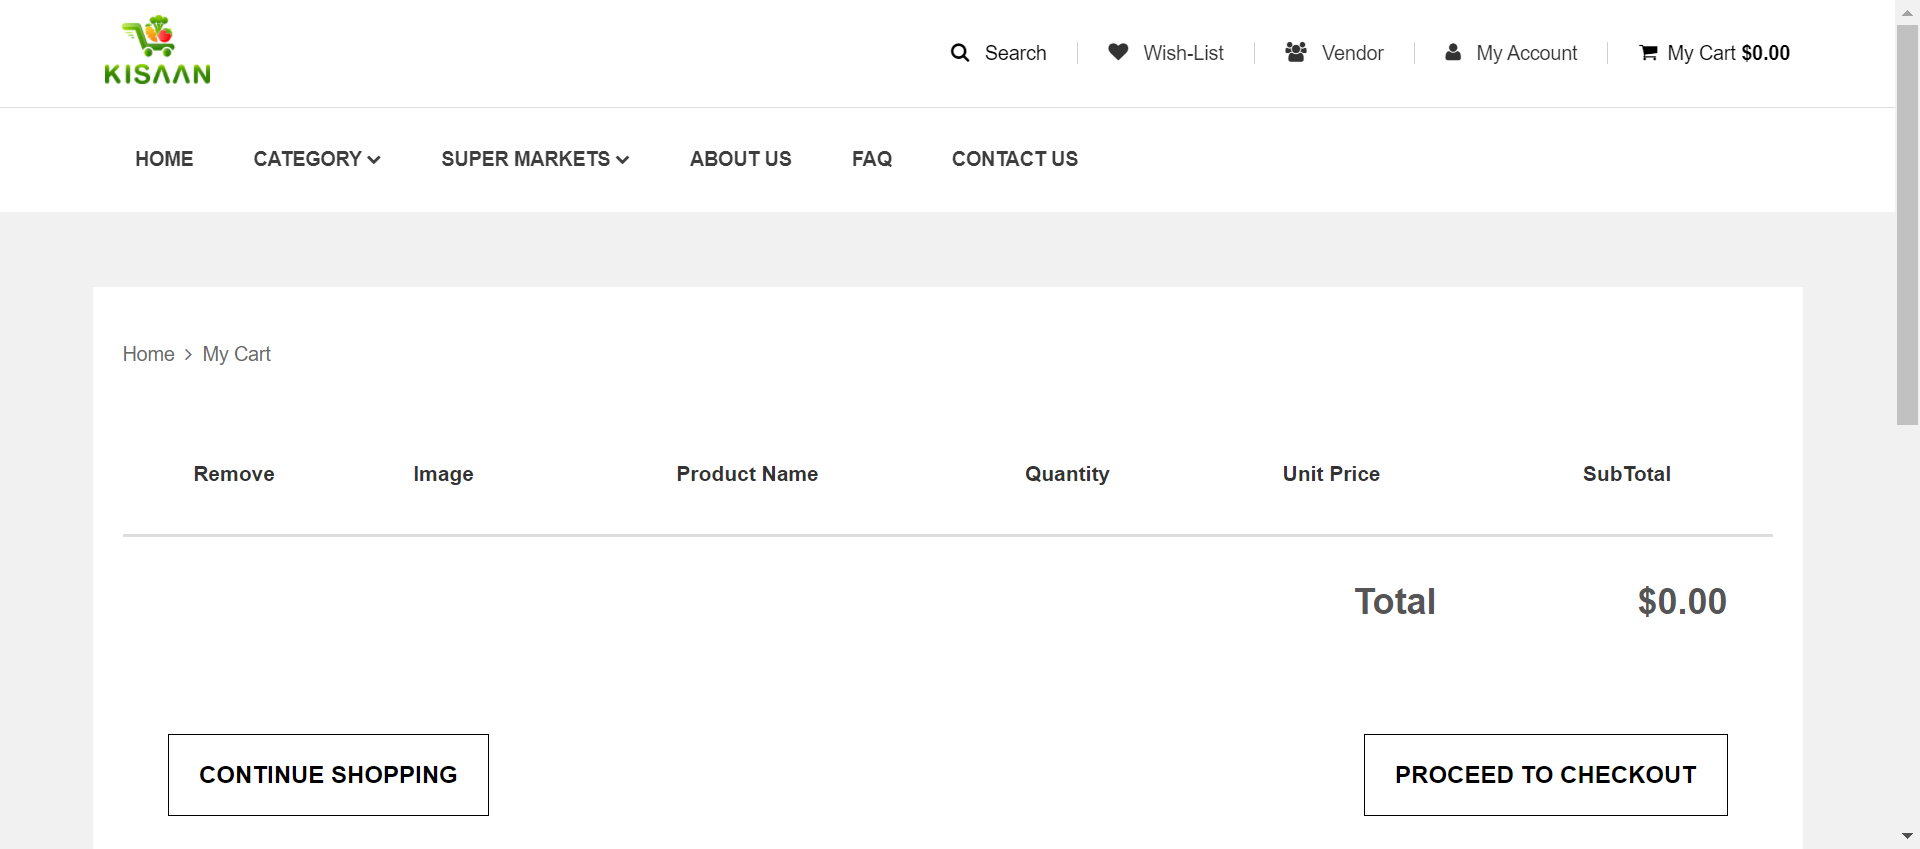 KISAAN
Search Wish-List Vendor My Account My Cart $0.00
HOME CATEGORY SUPER MARKETS ABOUT US FAQ CONTACT US
Home > My Cart
Remove Image Product Name Quantity Unit Price SubTotal
Total $0.00
CONTINUE SHOPPING PROCEED TO CHECKOUT